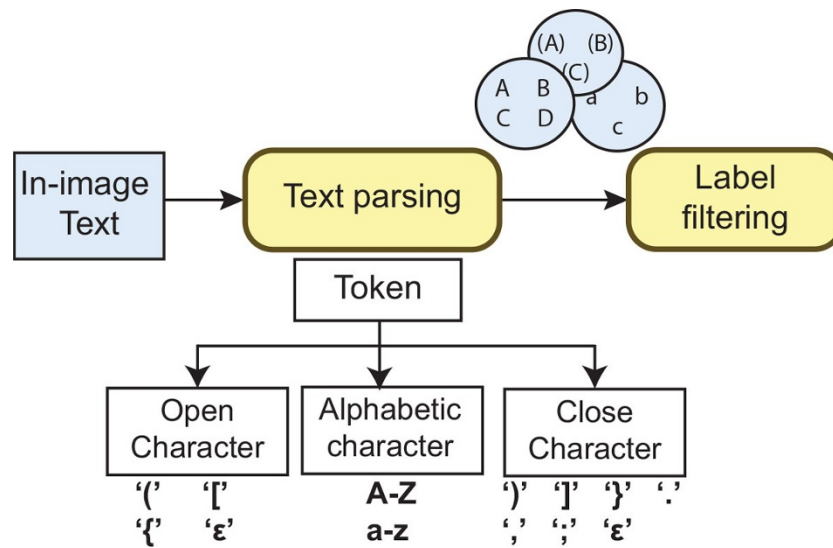 (A) (B)
(C)
A B
C D
a b
c
In-image
Text
Text parsing
Label
filtering
Token
Open
Character
Alphabetic
character
Close
Character
‘(’ ‘[’
‘{’ ‘ε’
A-Z
a-z
‘)’ ‘]’ ‘}’ ‘.’
‘,’ ‘;’ ‘ε’